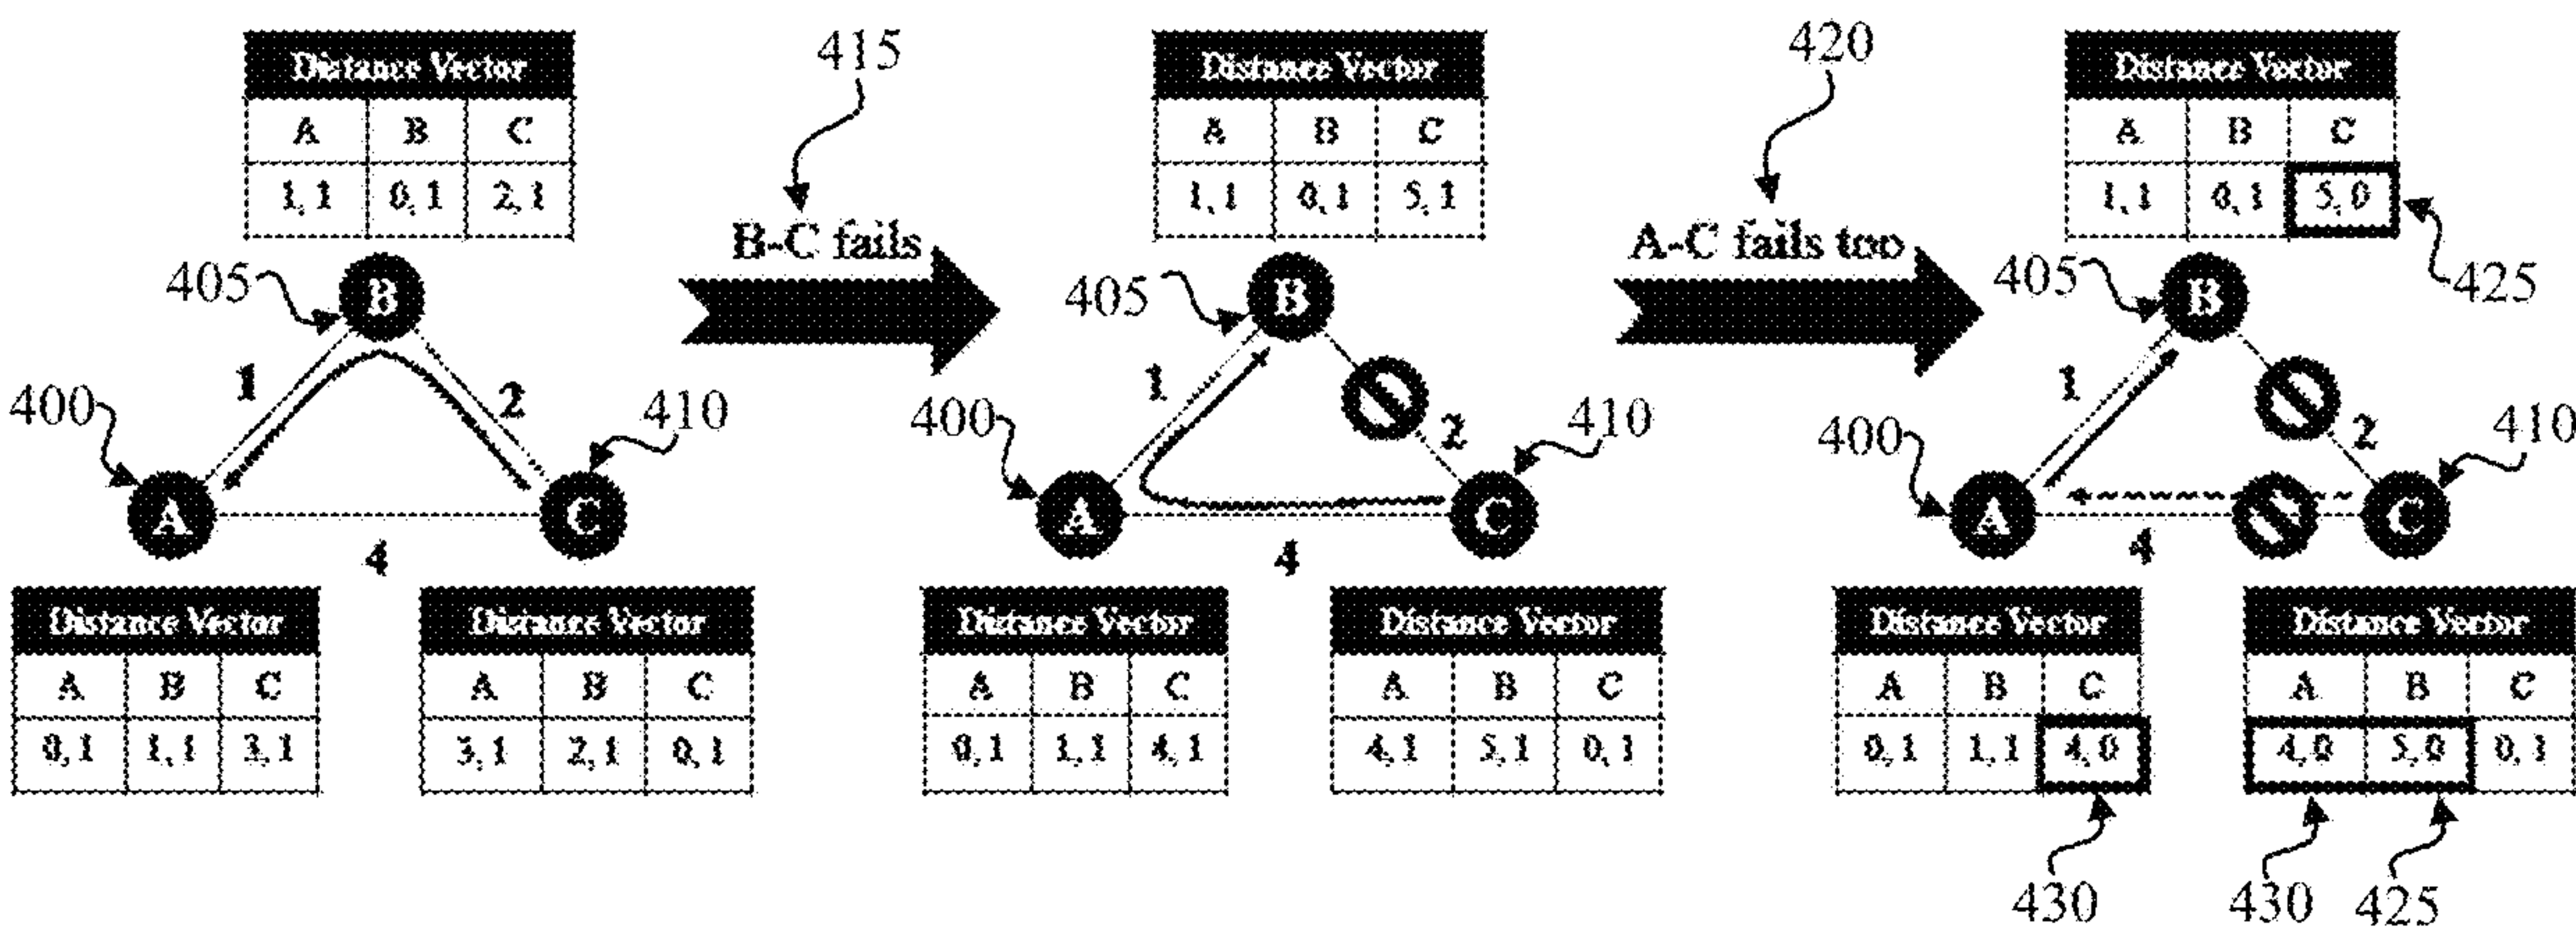 415
420
Distance Vector
A B C
1, 1 0, 1 2, 1
Distance Vector
A B C
1, 1 0, 1 5, 1
Distance Vector
A B C
1, 1 0, 1 5, 0
B-C fails
A-C fails too
405
B
405
B
405
B
425
1
2
400
410
A
C
4
1
2
400
410
A
C
4
1
2
400
410
A
C
4
Distance Vector
A B C
0, 1 1, 1 3, 1
Distance Vector
A B C
3, 1 2, 1 0, 1
Distance Vector
A B C
0, 1 1, 1 4, 1
Distance Vector
A B C
4, 1 5, 1 0, 1
Distance Vector
A B C
0, 1 1, 1 4, 0
Distance Vector
A B C
4, 0 5, 0 0, 1
430
430
425